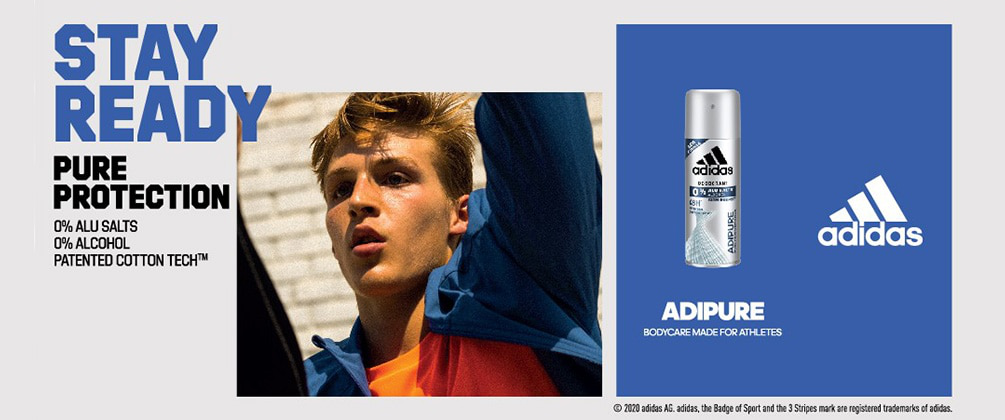 STAY
READY
PURE
PROTECTION
0% ALU SALTS
0% ALCOHOL
PATENTED COTTON TECH™
adidas
DEODORANT
0%
48H
ADIPURE
adidas
ADIPURE
BODYCARE MADE FOR ATHLETES
© 2020 adidas AG. adidas, the Badge of Sport and the 3 Stripes mark are registered trademarks of adidas.